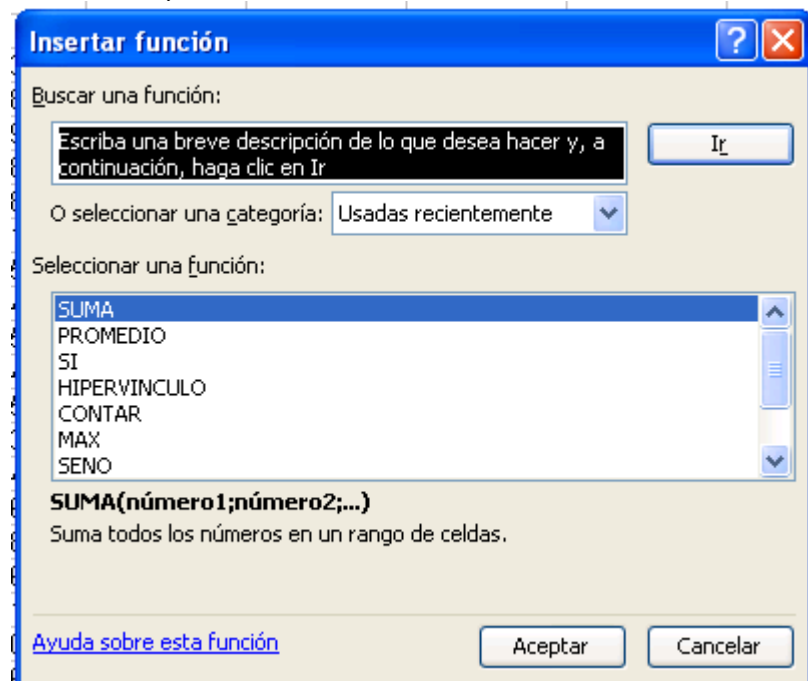 Insertar función
Buscar una función:
Escriba una breve descripción de lo que desea hacer y, a
continuación, haga clic en Ir
Ir
O seleccionar una categoría: Usadas recientemente
Seleccionar una función:
SUMA
PROMEDIO
SI
HIPERVINCULO
CONTAR
MAX
SENO
SUMA(número1;número2;...)
Suma todos los números en un rango de celdas.
Ayuda sobre esta función
Aceptar
Cancelar